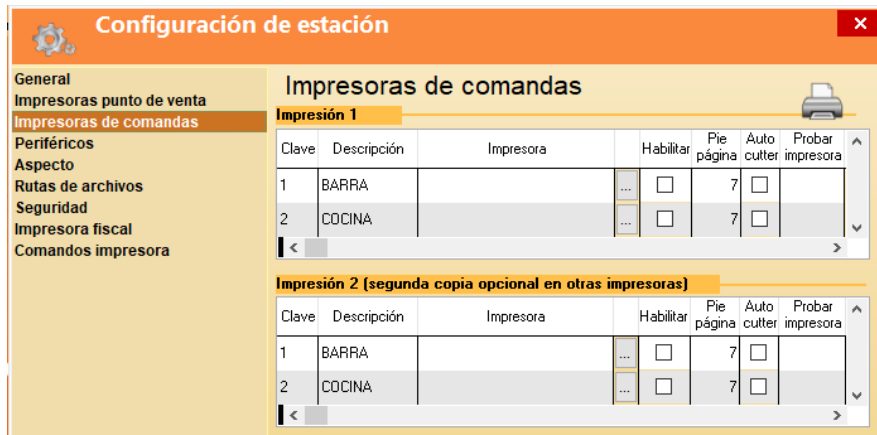 Configuración de estación
General
Impresoras punto de venta
Impresoras de comandas
Periféricos
Aspecto
Rutas de archivos
Seguridad
Impresora fiscal
Comandos impresora
Impresoras de comandas
Impresión 1
Clave Descripción Impresora Habilitar Pie página Auto cutter Probar impresora
1 BARRA ... 7
2 COCINA ... 7
Impresión 2 (segunda copia opcional en otras impresoras)
Clave Descripción Impresora Habilitar Pie página Auto cutter Probar impresora
1 BARRA ... 7
2 COCINA ... 7